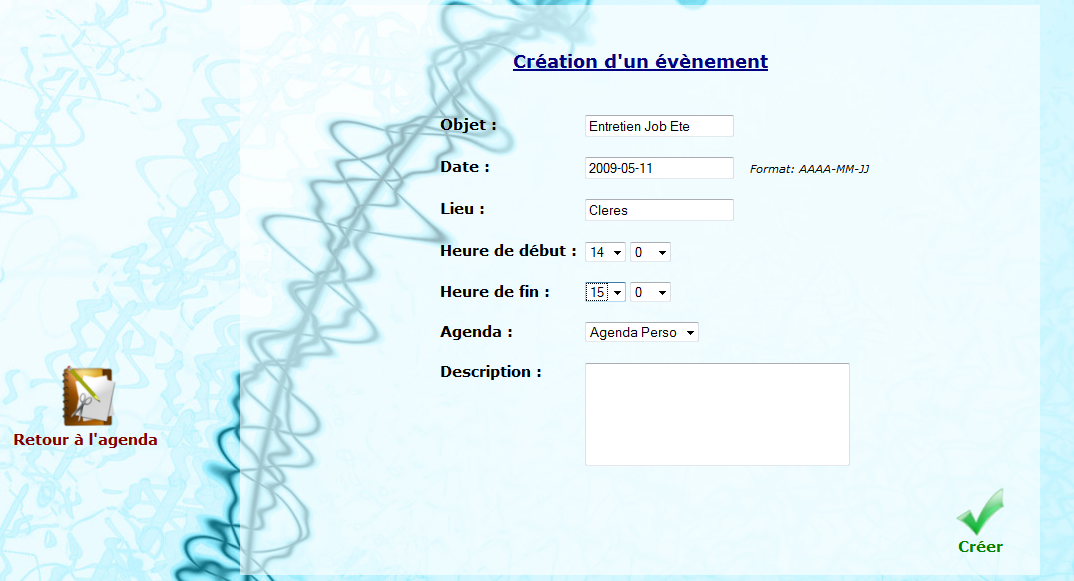 Création d'un évènement
Objet : Entretien Job Ete
Date : 2009-05-11 Format: AAAA-MM-JJ
Lieu : Cleres
Heure de début : 14 0
Heure de fin : 15 0
Agenda : Agenda Perso
Description :
Retour à l'agenda
Créer